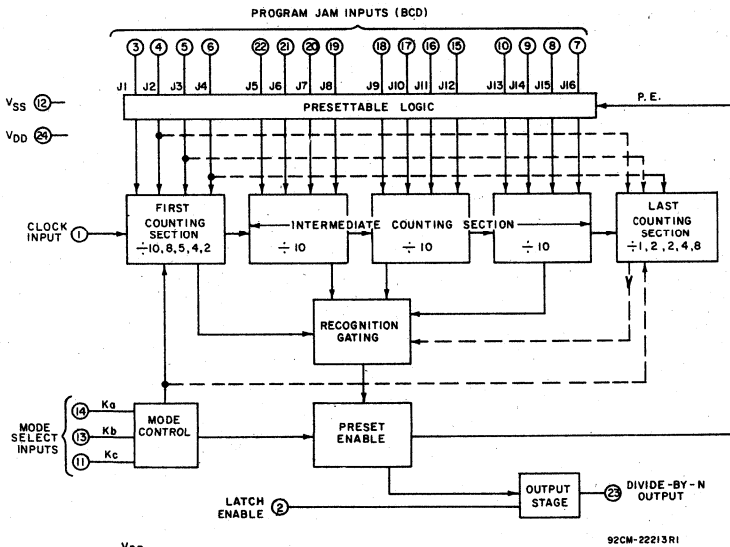 PROGRAM JAM INPUTS (BCD)
3 4 5 6 22 21 20 19 18 17 16 15 10 9 8 7
J1 J2 J3 J4 J5 J6 J7 J8 J9 J10 J11 J12 J13 J14 J15 J16
VSS 12
PRESETTABLE LOGIC
P.E.
VDD 24
CLOCK
INPUT 1
FIRST
COUNTING
SECTION
÷10,8,5,4,2
INTERMEDIATE COUNTING SECTION
÷10
÷10
÷10
LAST
COUNTING
SECTION
÷1,2,2,4,8
RECOGNITION
GATING
MODE
SELECT
INPUTS
14 Ka
13 Kb
11 Kc
MODE
CONTROL
PRESET
ENABLE
LATCH
ENABLE 2
OUTPUT
STAGE
23 DIVIDE-BY-N
OUTPUT
92CM-22213R1